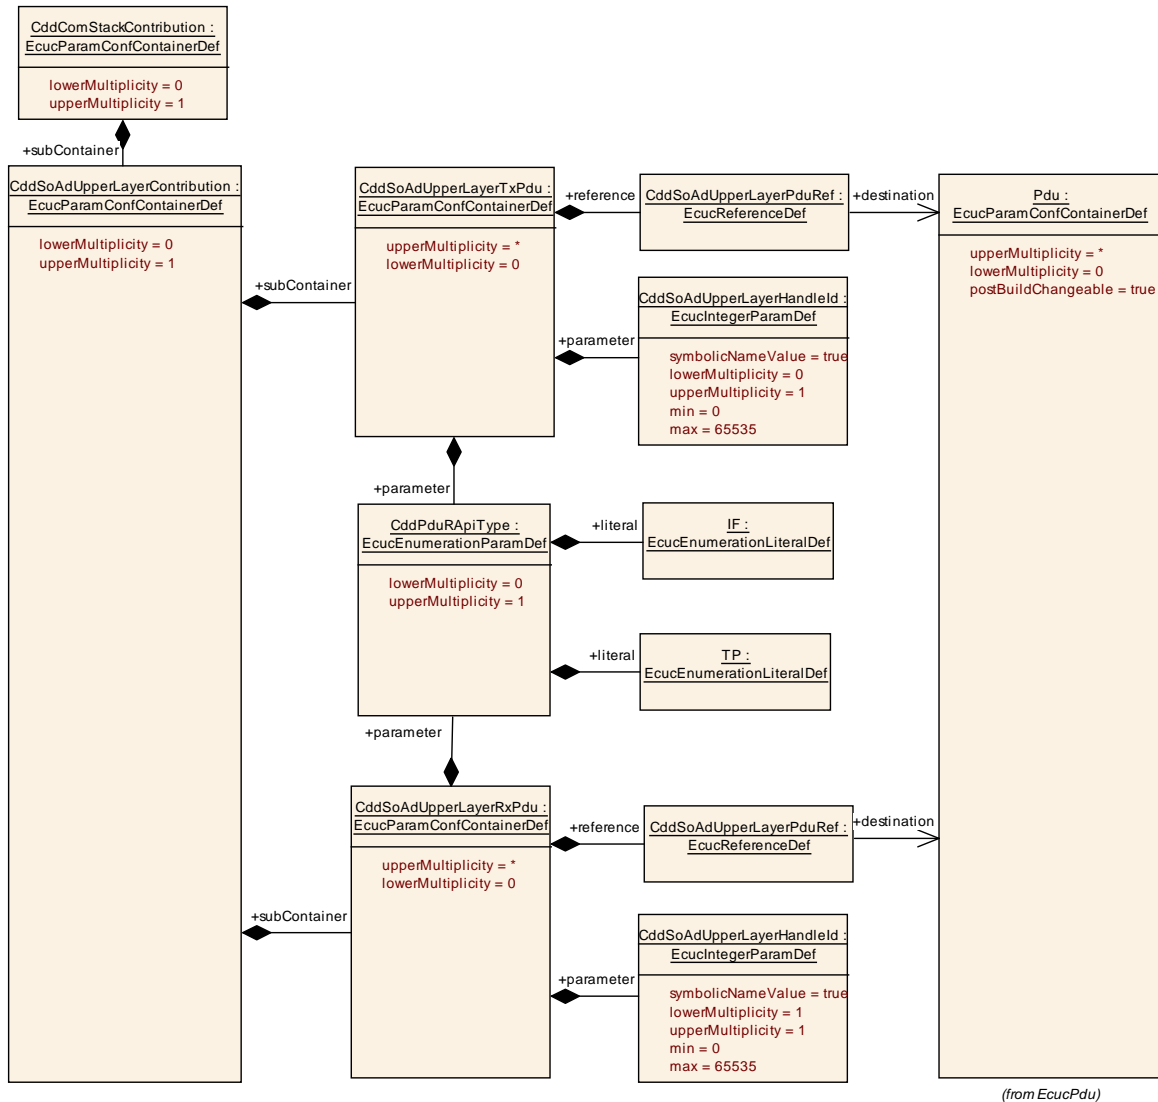 CddComStackContribution :
EcucParamConfContainerDef
lowerMultiplicity = 0
upperMultiplicity = 1
+subContainer
CddSoAdUpperLayerContribution :
EcucParamConfContainerDef
lowerMultiplicity = 0
upperMultiplicity = 1
+subContainer
CddSoAdUpperLayerTxPdu :
EcucParamConfContainerDef
upperMultiplicity = *
lowerMultiplicity = 0
+reference
CddSoAdUpperLayerPduRef :
EcucReferenceDef
+destination
Pdu :
EcucParamConfContainerDef
upperMultiplicity = *
lowerMultiplicity = 0
postBuildChangeable = true
+parameter
CddSoAdUpperLayerHandleId :
EcucIntegerParamDef
symbolicNameValue = true
lowerMultiplicity = 0
upperMultiplicity = 1
min = 0
max = 65535
+parameter
CddPduRApiType :
EcucEnumerationParamDef
lowerMultiplicity = 0
upperMultiplicity = 1
+literal
IF :
EcucEnumerationLiteralDef
+literal
TP :
EcucEnumerationLiteralDef
+parameter
CddSoAdUpperLayerRxPdu :
EcucParamConfContainerDef
upperMultiplicity = *
lowerMultiplicity = 0
+subContainer
+reference
CddSoAdUpperLayerPduRef :
EcucReferenceDef
+destination
+parameter
CddSoAdUpperLayerHandleId :
EcucIntegerParamDef
symbolicNameValue = true
lowerMultiplicity = 1
upperMultiplicity = 1
min = 0
max = 65535
(from EcucPdu)